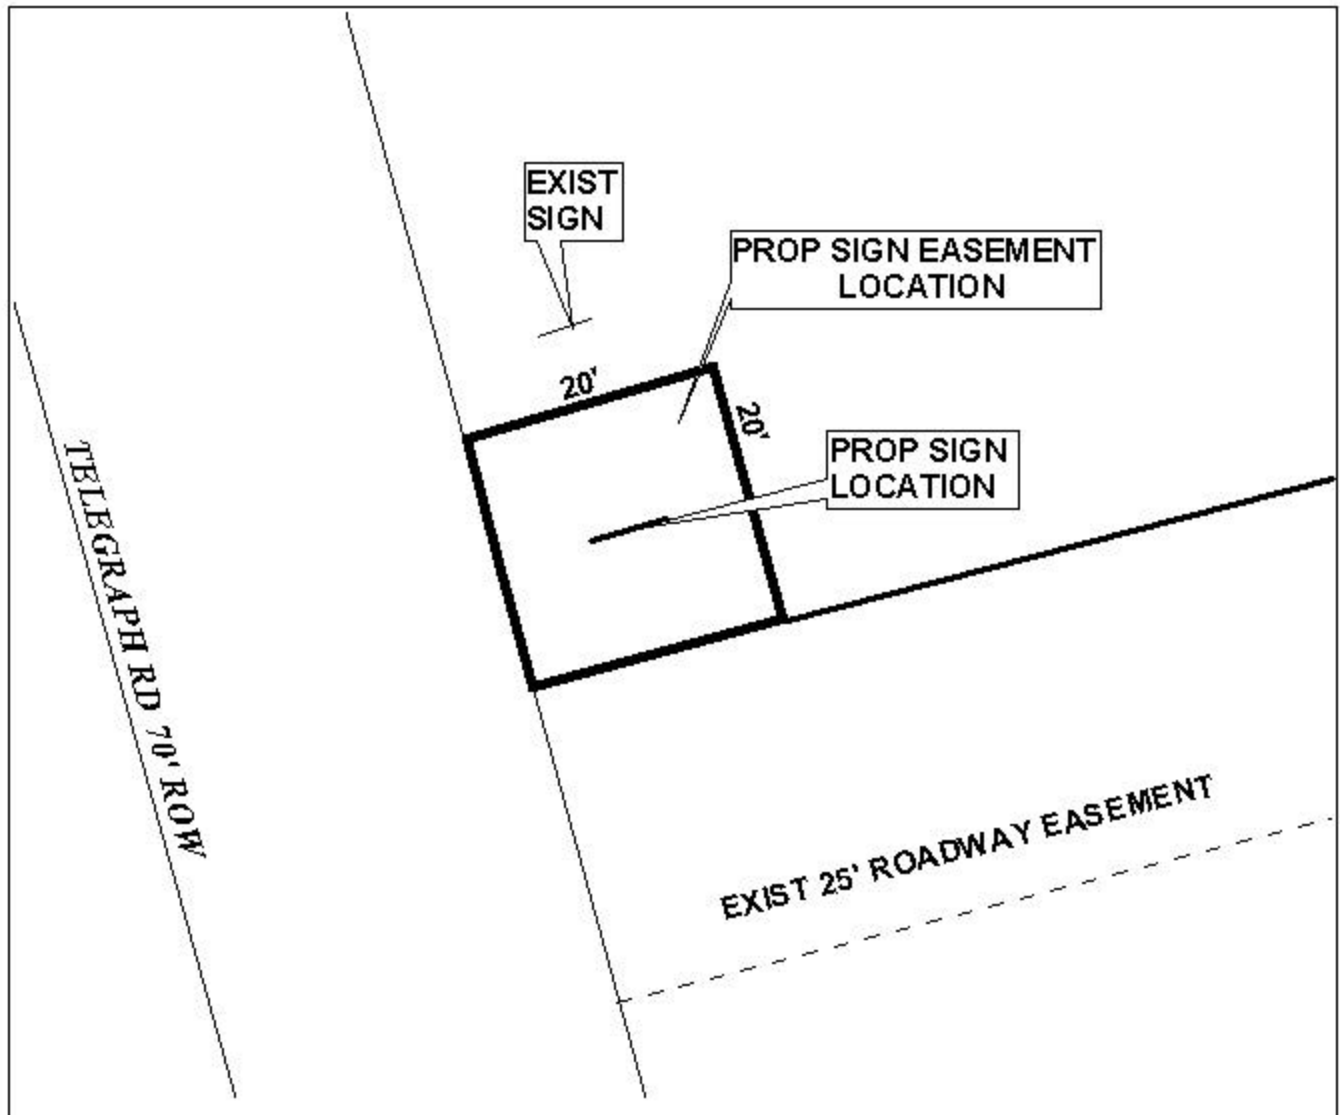 EXIST
SIGN
PROP SIGN EASEMENT
LOCATION
20'
20'
PROP SIGN
LOCATION
TELEGRAPH RD 70' ROW
EXIST 25' ROADWAY EASEMENT